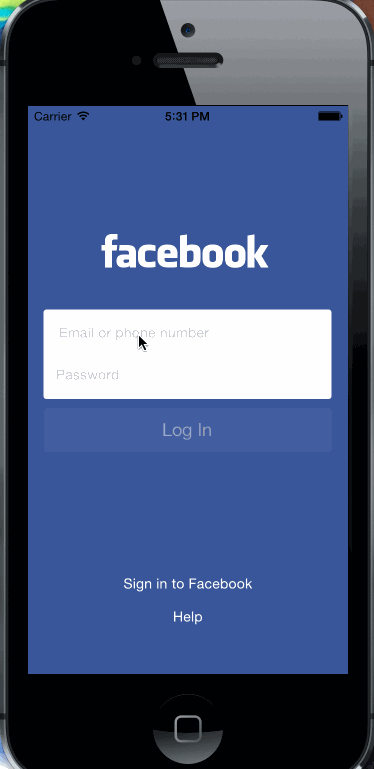 Carrier 5:31 PM
facebook
Email or phone number
Password
Log In
Sign in to Facebook
Help